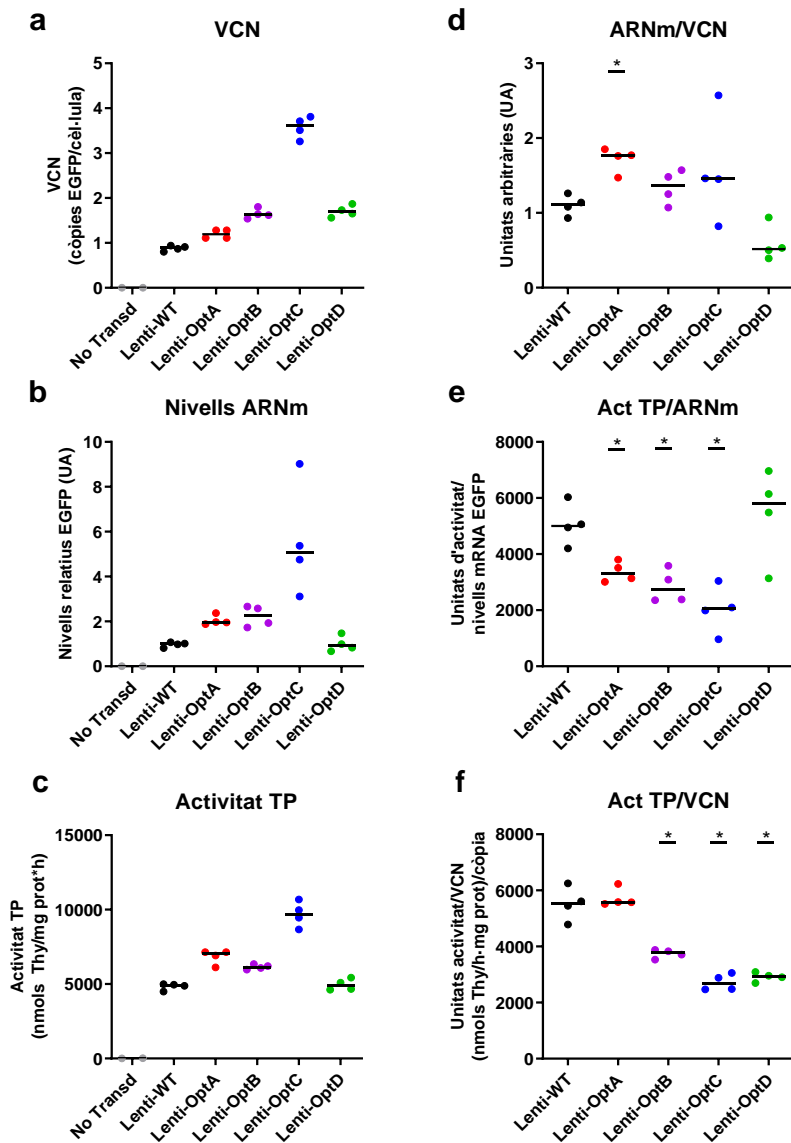 a
VCN
VCN
(còpies EGFP/cèl·lula)
5
4
3
2
1
0
No Transd
Lenti-WT
Lenti-OptA
Lenti-OptB
Lenti-OptC
Lenti-OptD
d
ARNm/VCN
Unitats arbitràries (UA)
3
2
1
0
*
Lenti-WT
Lenti-OptA
Lenti-OptB
Lenti-OptC
Lenti-OptD
b
Nivells ARNm
Nivells relatius EGFP (UA)
10
8
6
4
2
0
No Transd
Lenti-WT
Lenti-OptA
Lenti-OptB
Lenti-OptC
Lenti-OptD
e
Act TP/ARNm
Unitats d'activitat/
nivells mRNA EGFP
8000
6000
4000
2000
0
* * *
Lenti-WT
Lenti-OptA
Lenti-OptB
Lenti-OptC
Lenti-OptD
c
Activitat TP
Activitat TP
(nmols Thy/mg prot*h)
15000
10000
5000
0
No Transd
Lenti-WT
Lenti-OptA
Lenti-OptB
Lenti-OptC
Lenti-OptD
f
Act TP/VCN
Unitats activitat/VCN
(nmols Thy/h·mg prot)/còpia
8000
6000
4000
2000
0
* * *
Lenti-WT
Lenti-OptA
Lenti-OptB
Lenti-OptC
Lenti-OptD